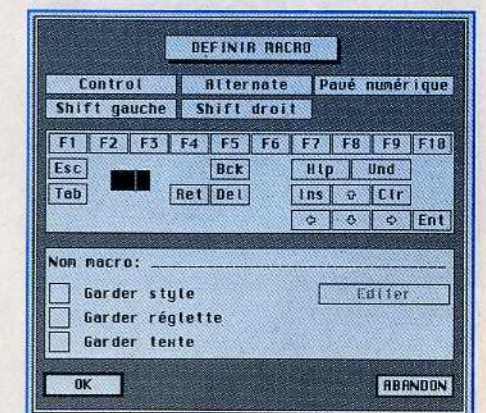 DEFINIR MACRO
Control Alternate Pavé numérique
Shift gauche Shift droit
F1 F2 F3 F4 F5 F6 F7 F8 F9 F10
Esc Bck Hlp Und
Tab Ret Del Ins ⇧ Clr
⇦ ⇩ ⇨ Ent
Nom macro:
Garder style Editer
Garder réglette
Garder texte
OK ABANDON